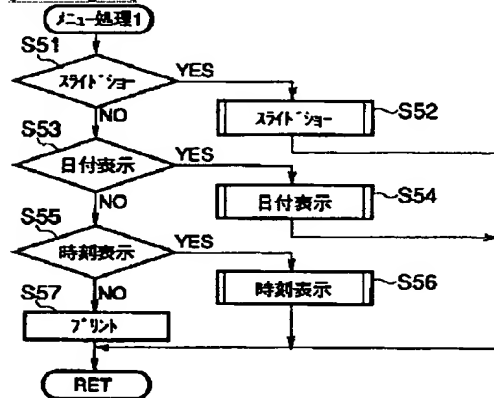 メニュー処理1
S51
スライドショー
YES
スライドショー
S52
NO
S53
日付表示
YES
日付表示
S54
NO
S55
時刻表示
YES
時刻表示
S56
NO
S57
プリント
RET